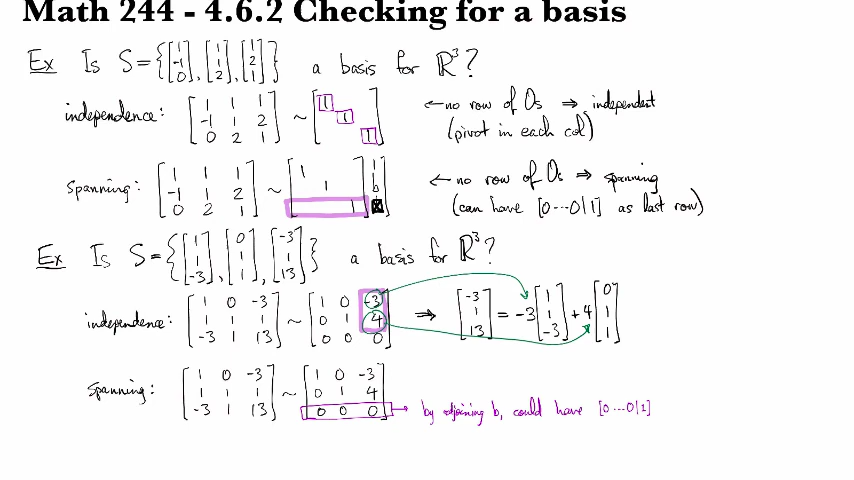 Math 244 - 4.6.2 Checking for a basis
Ex Is S = {[1 -1 0], [1 1 2], [1 2 1]} a basis for ℝ³?
independence: [1 1 1; -1 1 2; 0 2 1] ~ [1 1 1] ← no row of 0s ⇒ independent
(pivot in each col)
Spanning: [1 1 1; -1 1 2; 0 2 1] ~ [1 1 1] ← no row of 0s ⇒ spanning
(can have [0⋯0|1] as last row)
Ex Is S = {[1 1 -3], [0 1 1], [-3 1 13]} a basis for ℝ³?
independence: [1 0 -3; 1 1 1; -3 1 13] ~ [1 0 -3; 0 1 4; 0 0 0] ⇒ [-3 1 13] = -3[1 1 -3] + 4[0 1 1]
Spanning: [1 0 -3; 1 1 1; -3 1 13] ~ [1 0 -3; 0 1 4; 0 0 0] → by adjoining b, could have [0⋯0|1]